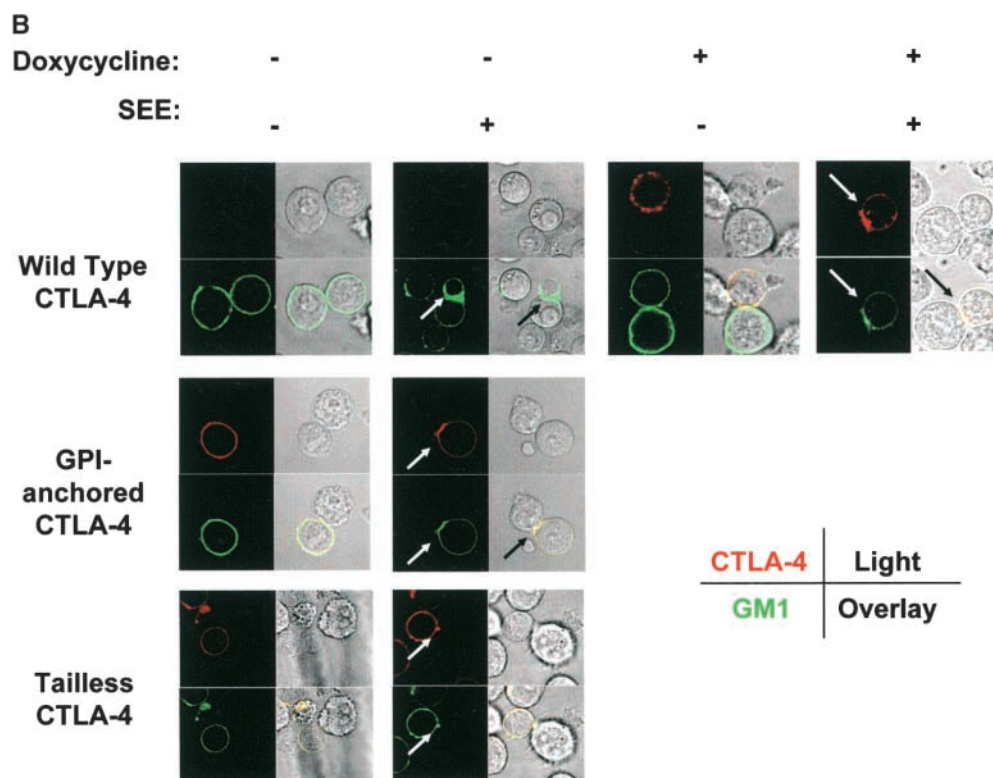 B
Doxycycline: - - + +
SEE: - + - +
Wild Type
CTLA-4
GPI-
anchored
CTLA-4
CTLA-4 Light
GM1 Overlay
Tailless
CTLA-4